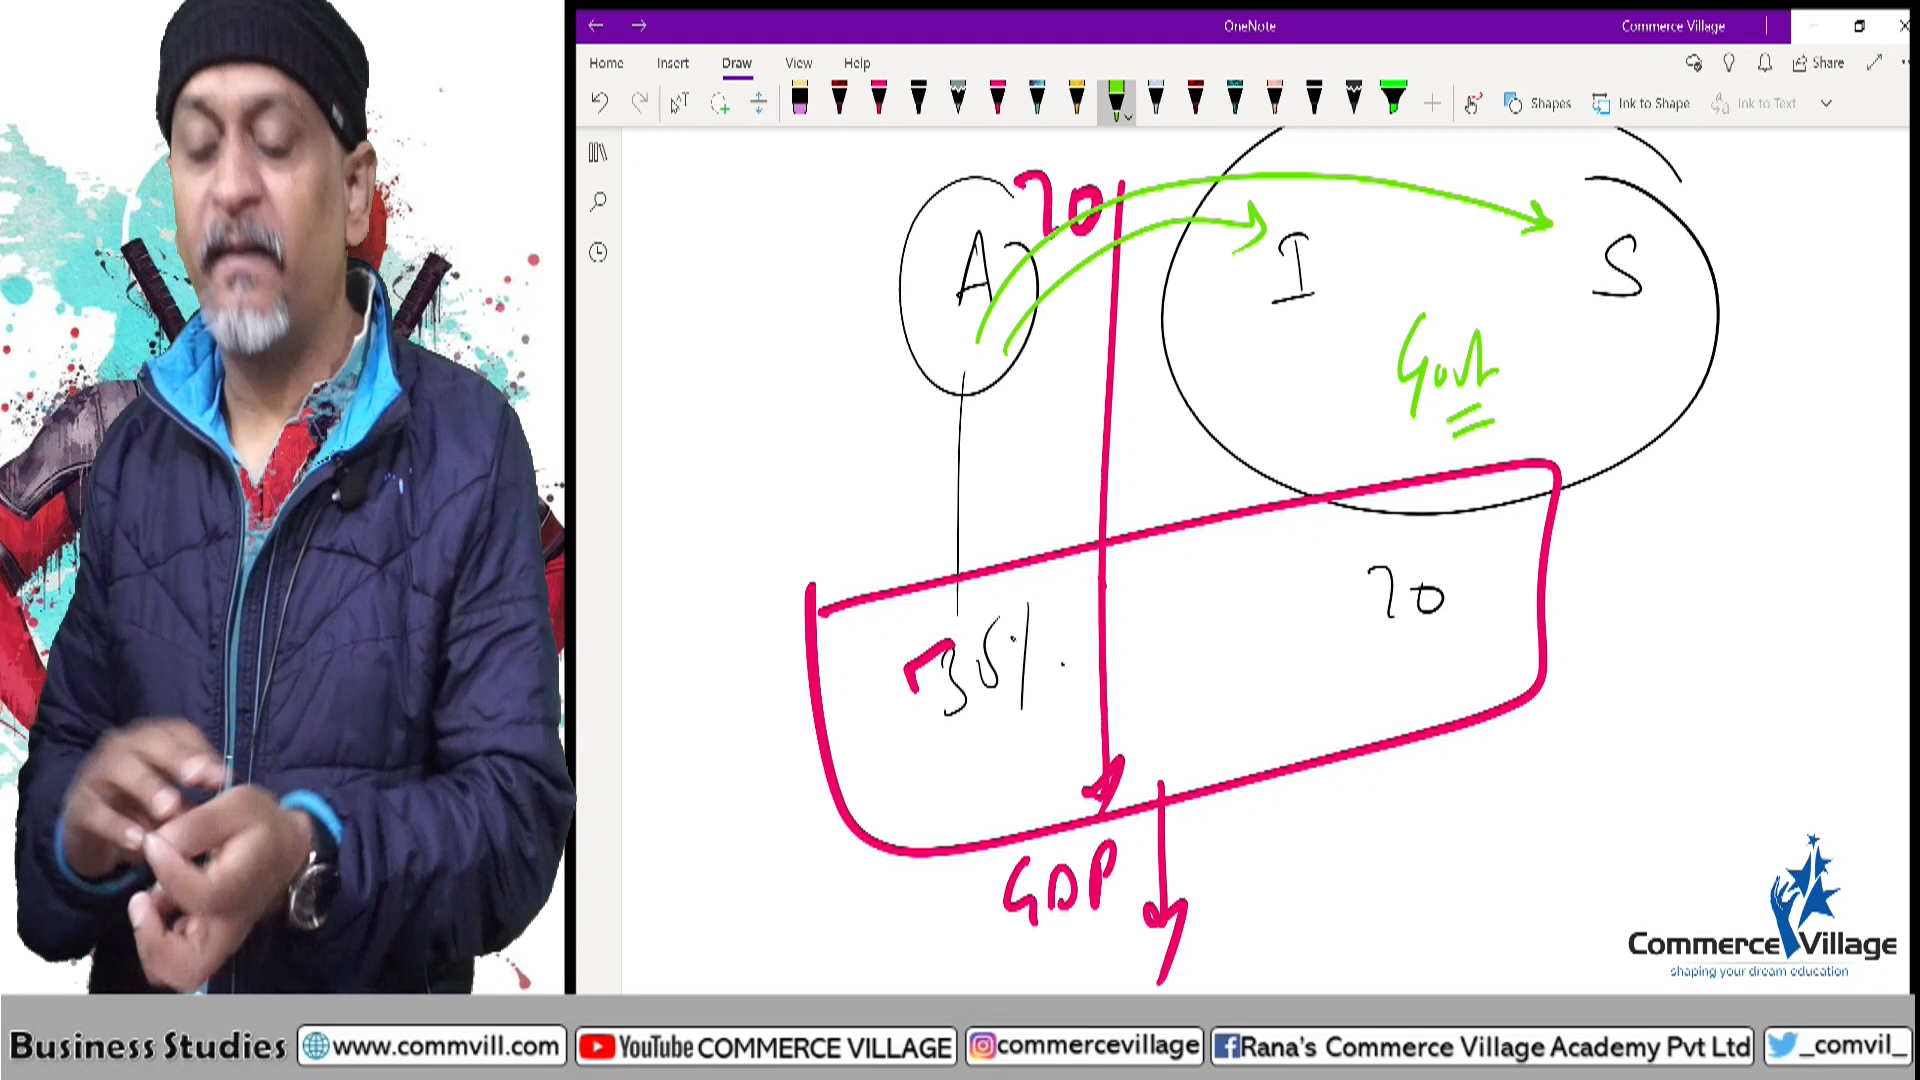 OneNote
Commerce Village
Home Insert Draw View Help
Share
Shapes Ink to Shape Ink to Text
70
A I S
Govt
70
35%
GDP
Commerce Village
shaping your dream education
Business Studies www.commvill.com YouTube COMMERCE VILLAGE commercevillage Rana's Commerce Village Academy Pvt Ltd _comvil_